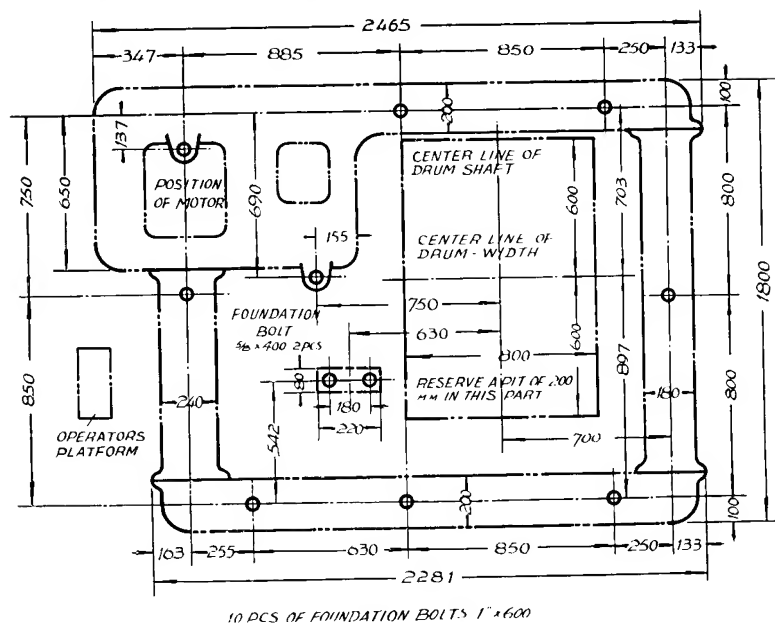 2465
347
885
850
250
133
100
200
137
CENTER LINE OF
DRUM SHAFT
POSITION
OF MOTOR
750
650
690
600
703
800
155
CENTER LINE OF
DRUM-WIDTH
1800
750
FOUNDATION
BOLT
5/8 x 400 2PCS
630
600
800
897
850
80
RESERVE A PIT OF 200
MM IN THIS PART
800
240
180
180
220
OPERATORS
PLATFORM
542
700
200
100
163
255
630
850
250
133
2281
10 PCS OF FOUNDATION BOLTS 1" x 600